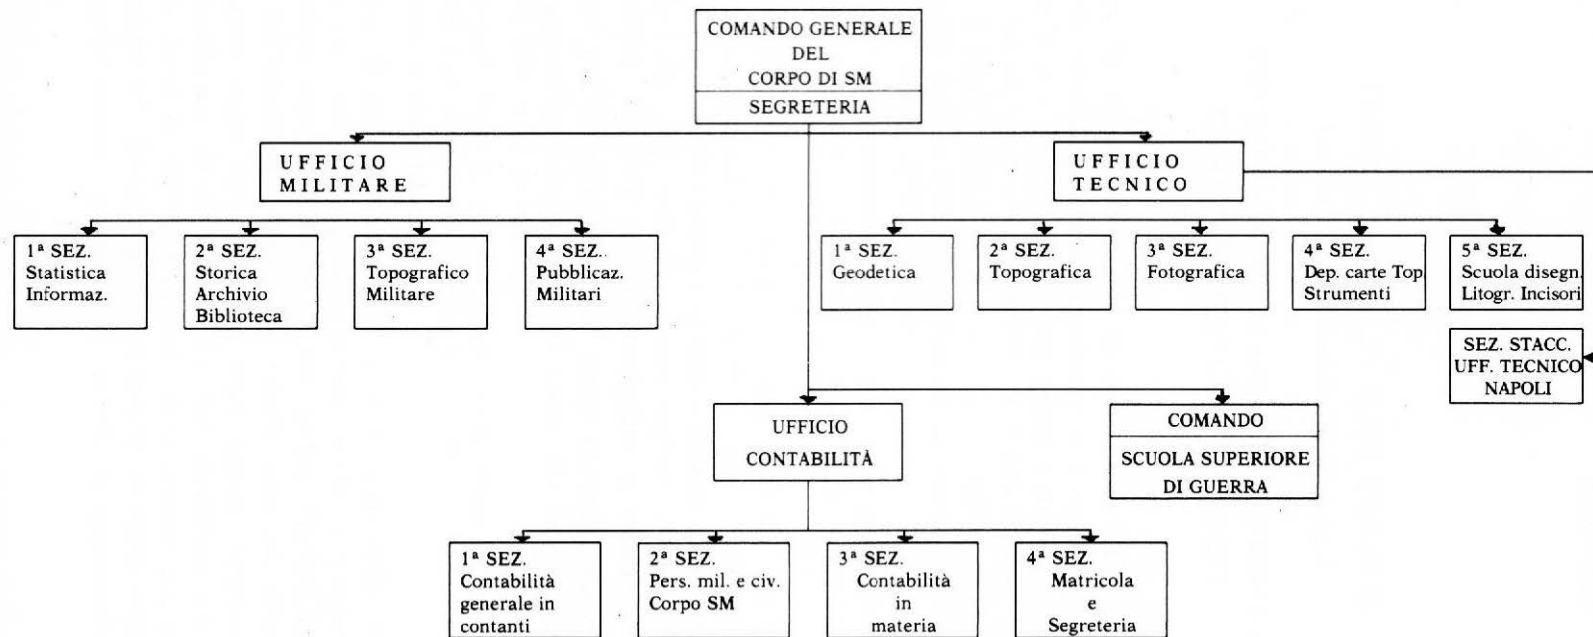 COMANDO GENERALE
DEL
CORPO DI SM
SEGRETERIA
UFFICIO
MILITARE
UFFICIO
TECNICO
1ª SEZ.
Statistica
Informaz.
2ª SEZ.
Storica
Archivio
Biblioteca
3ª SEZ.
Topografico
Militare
4ª SEZ.
Pubblicaz.
Militari
1ª SEZ.
Geodetica
2ª SEZ.
Topografica
3ª SEZ.
Fotografica
4ª SEZ.
Dep. carte Top.
Strumenti
5ª SEZ.
Scuola disegn.
Litogr. Incisori
SEZ. STACC.
UFF. TECNICO
NAPOLI
UFFICIO
CONTABILITÀ
COMANDO
SCUOLA SUPERIORE
DI GUERRA
1ª SEZ.
Contabilità
generale in
contanti
2ª SEZ.
Pers. mil. e civ.
Corpo SM
3ª SEZ.
Contabilità
in
materia
4ª SEZ.
Matricola
e
Segreteria